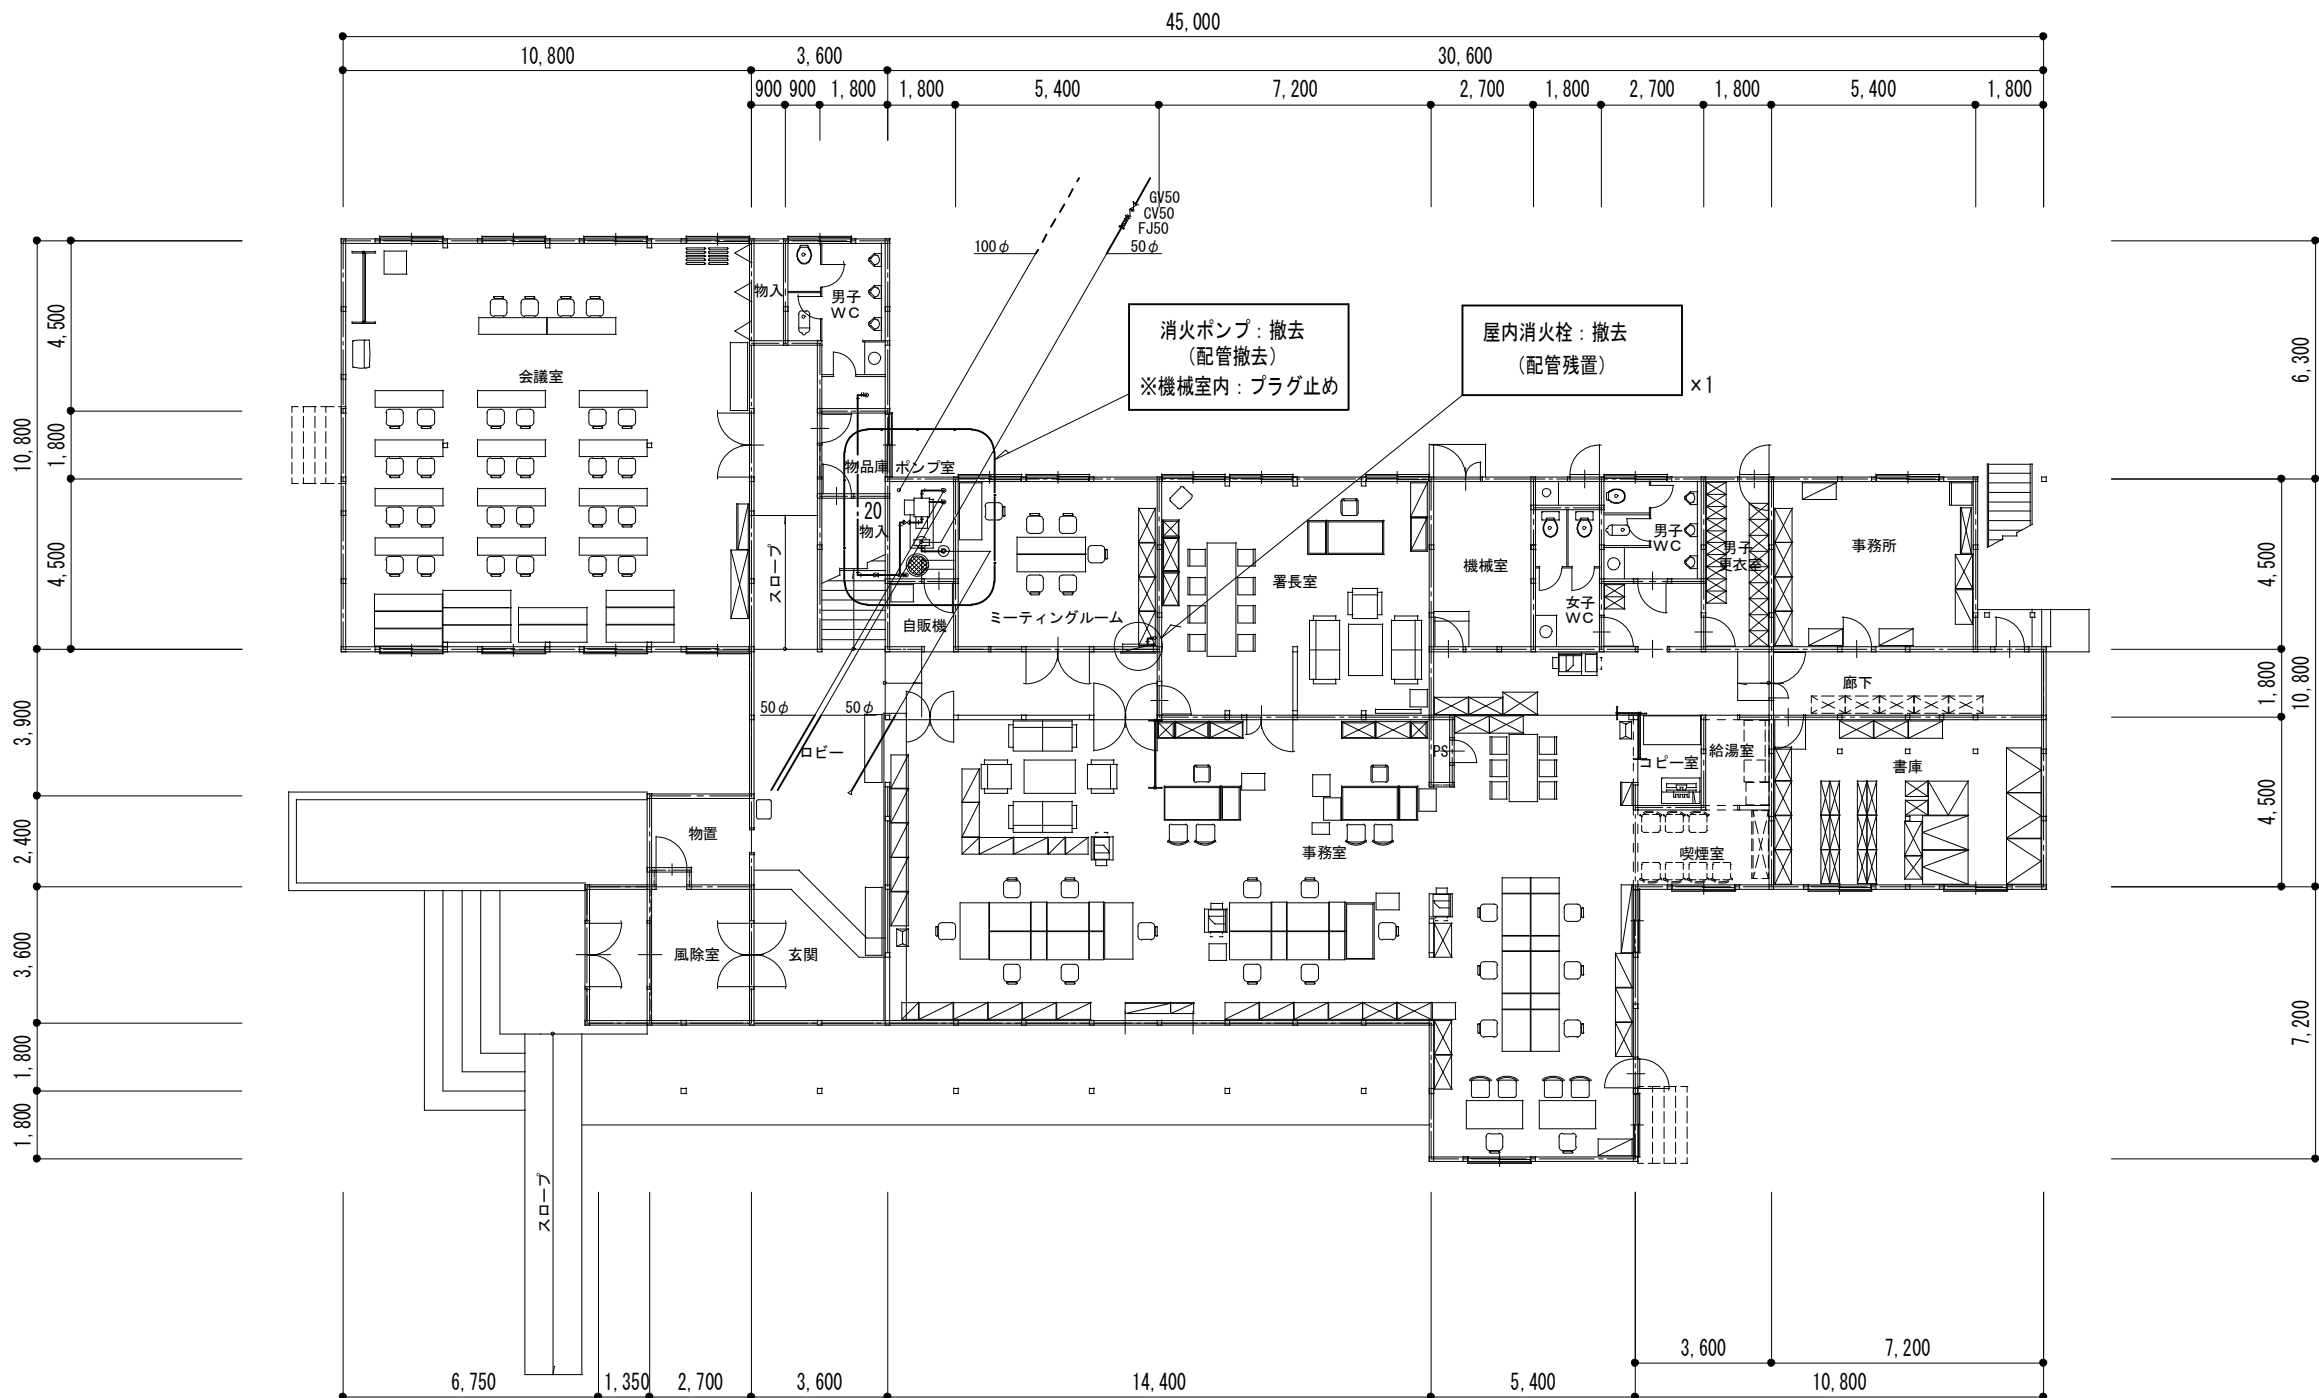 45,000
10,800
3,600
30,600
900
900
1,800
1,800
5,400
7,200
2,700
1,800
2,700
1,800
5,400
1,800
GV50
CV50
FJ50
100φ
50φ
消火ポンプ：撤去
(配管撤去)
※機械室内：プラグ止め
屋内消火栓：撤去
(配管残置)
×1
10,800
4,500
1,800
4,500
3,900
2,400
3,600
1,800
1,800
6,300
4,500
1,800
10,800
4,500
7,200
物入
男子
WC
会議室
物品庫
ポンプ室
20
物入
スロープ
自販機
ミーティングルーム
署長室
機械室
女子
WC
男子
WC
男子
更衣室
事務所
廊下
50φ
50φ
ロビー
PS
コピー室
給湯室
書庫
物置
事務室
喫煙室
風除室
玄関
スロープ
3,600
7,200
6,750
1,350
2,700
3,600
14,400
5,400
10,800